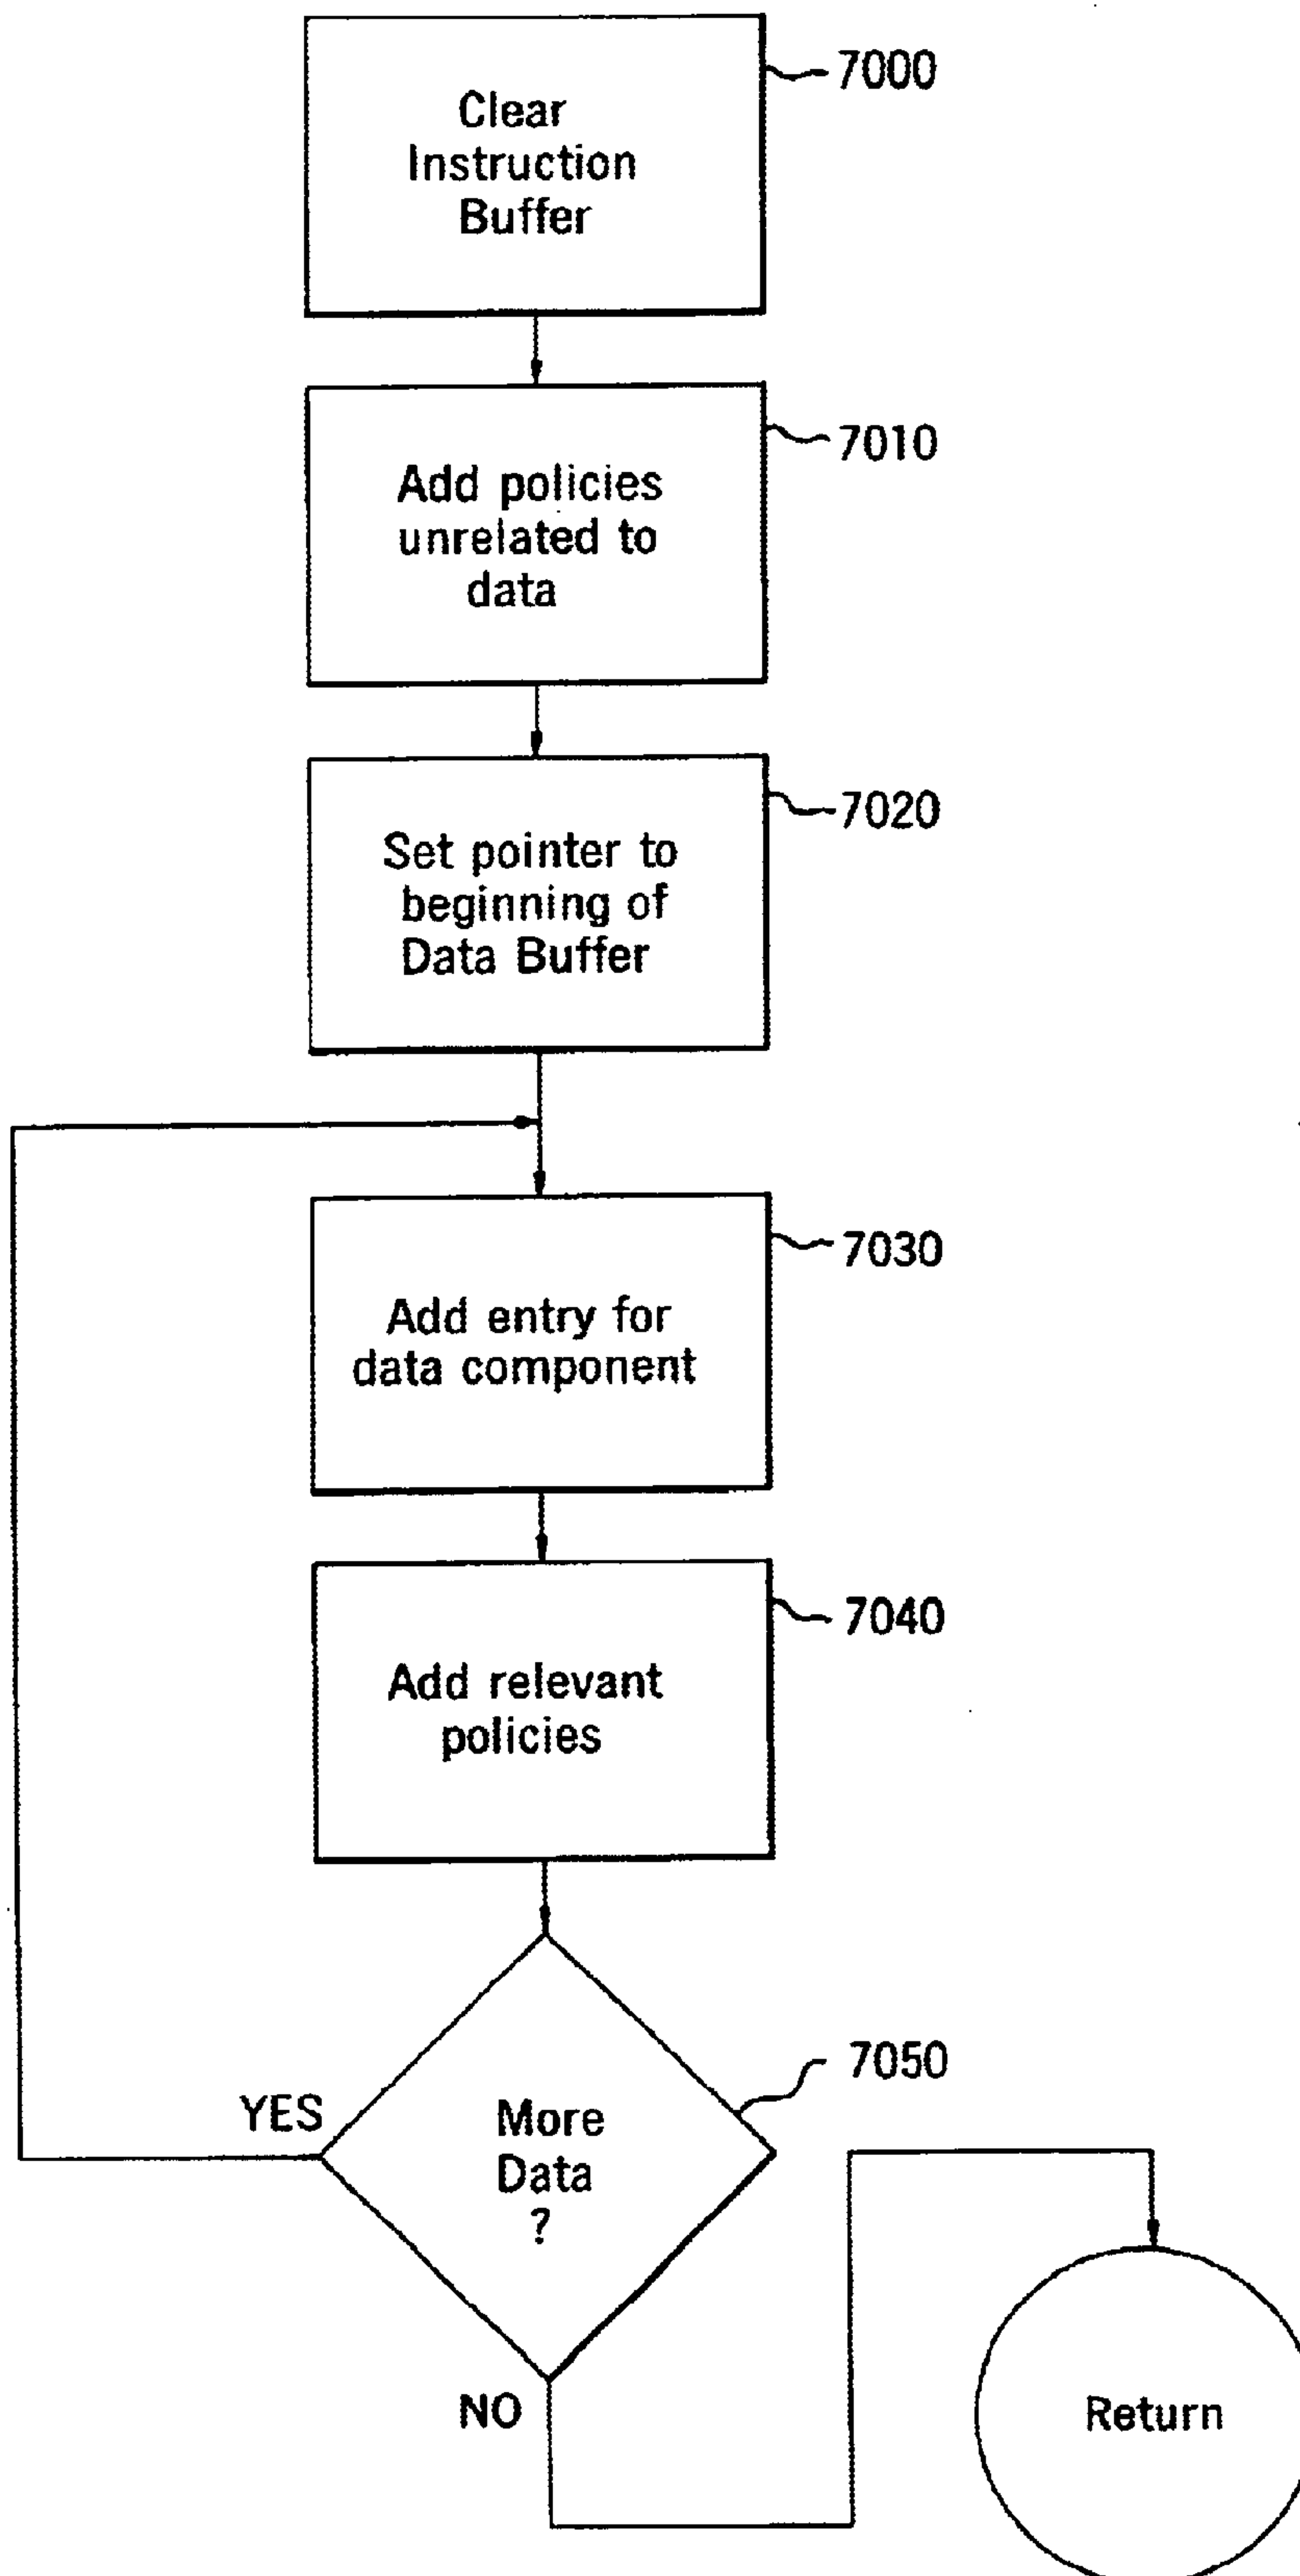 7000
Clear
Instruction
Buffer
7010
Add policies
unrelated to
data
7020
Set pointer to
beginning of
Data Buffer
7030
Add entry for
data component
7040
Add relevant
policies
7050
YES
More
Data
?
NO
Return